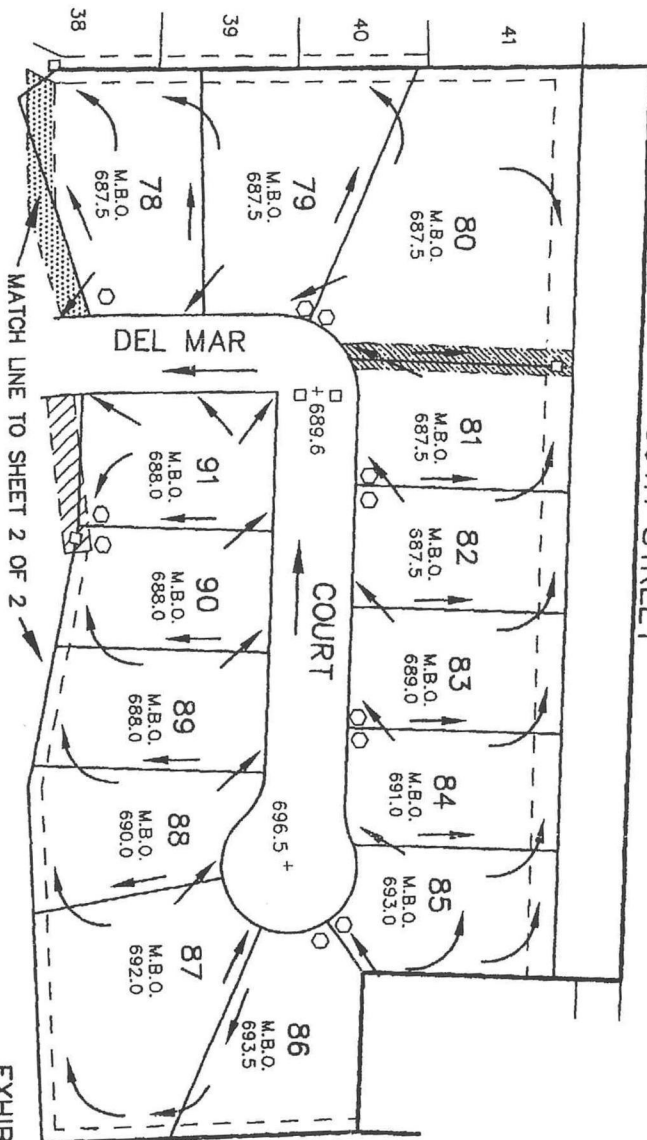 38
39
40
41
78
M.B.O.
687.5
79
M.B.O.
687.5
80
M.B.O.
687.5
DEL MAR
+ 689.6
COURT
696.5 +
81
M.B.O.
687.5
82
M.B.O.
687.5
83
M.B.O.
689.0
84
M.B.O.
691.0
85
M.B.O.
693.0
86
M.B.O.
693.5
87
M.B.O.
692.0
88
M.B.O.
690.0
89
M.B.O.
688.0
90
M.B.O.
688.0
91
M.B.O.
688.0
MATCH LINE TO SHEET 2 OF 2
STREET